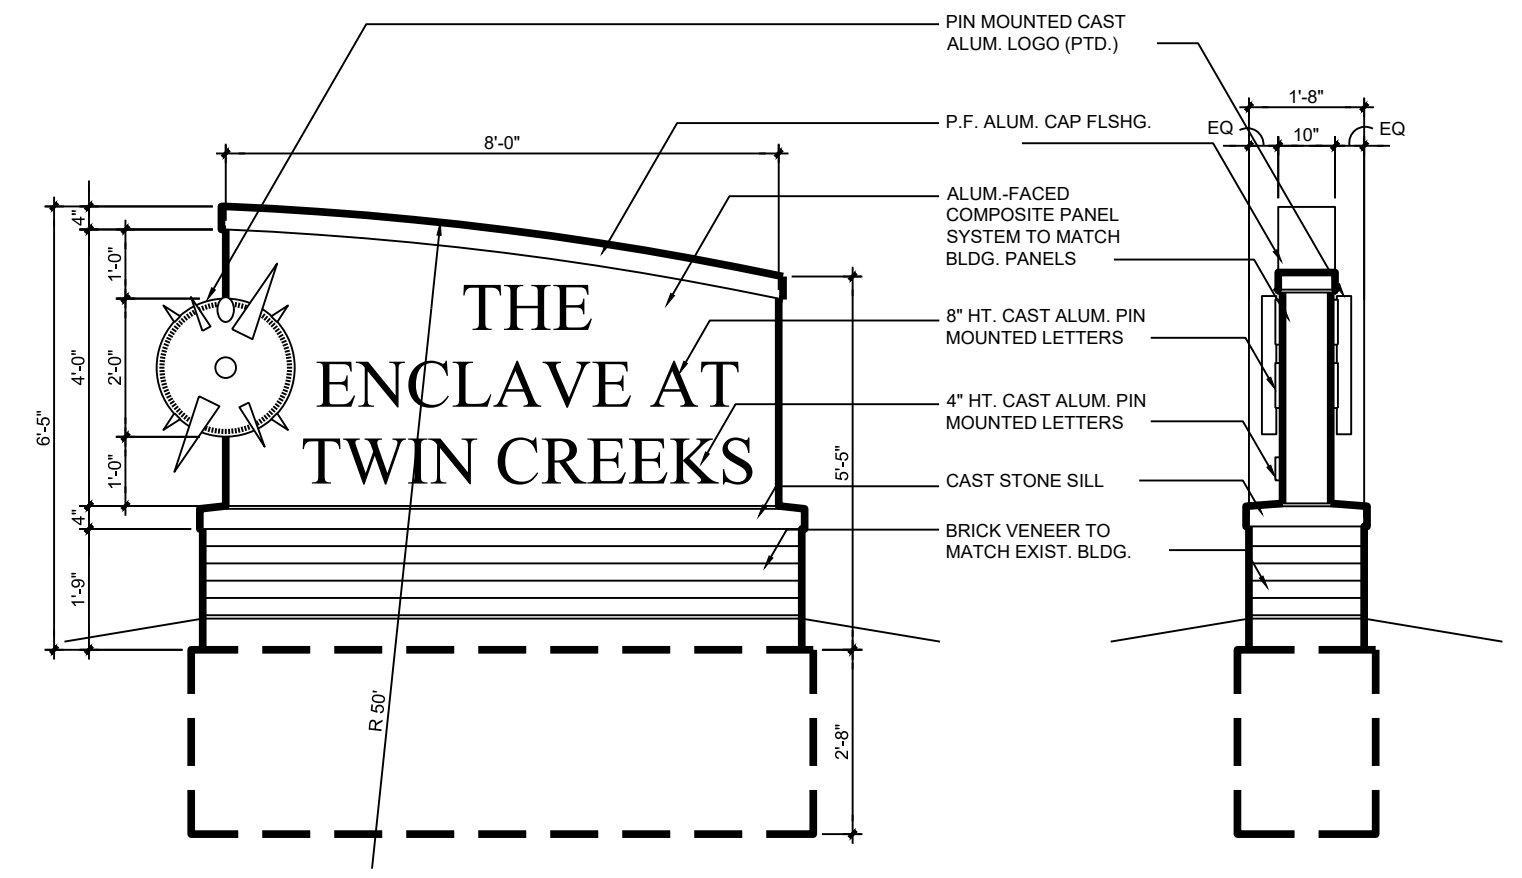 PIN MOUNTED CAST
ALUM. LOGO (PTD.)
1'-8"
P.F. ALUM. CAP FLSHG.
EQ
10"
EQ
8'-0"
ALUM.-FACED
COMPOSITE PANEL
SYSTEM TO MATCH
BLDG. PANELS
4"
1'-0"
4'-0"
2'-0"
6'-5"
1'-0"
4"
1'-9"
THE
ENCLAVE AT
TWIN CREEKS
8" HT. CAST ALUM. PIN
MOUNTED LETTERS
4" HT. CAST ALUM. PIN
MOUNTED LETTERS
5'-5"
CAST STONE SILL
BRICK VENEER TO
MATCH EXIST. BLDG.
R 50'
2'-8"